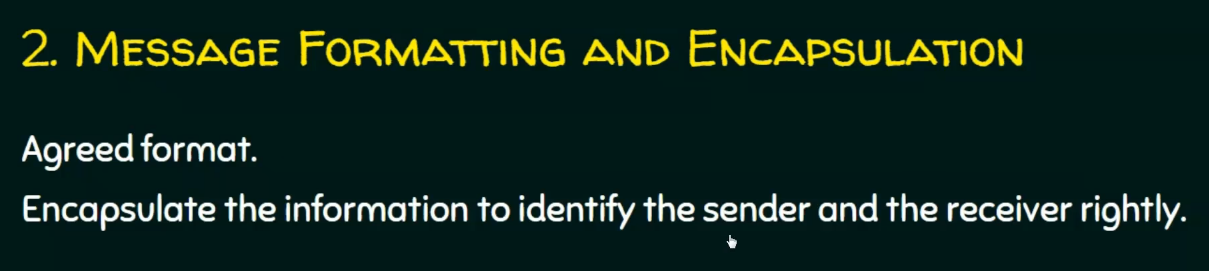 2. Message Formatting and Encapsulation
Agreed format.
Encapsulate the information to identify the sender and the receiver rightly.